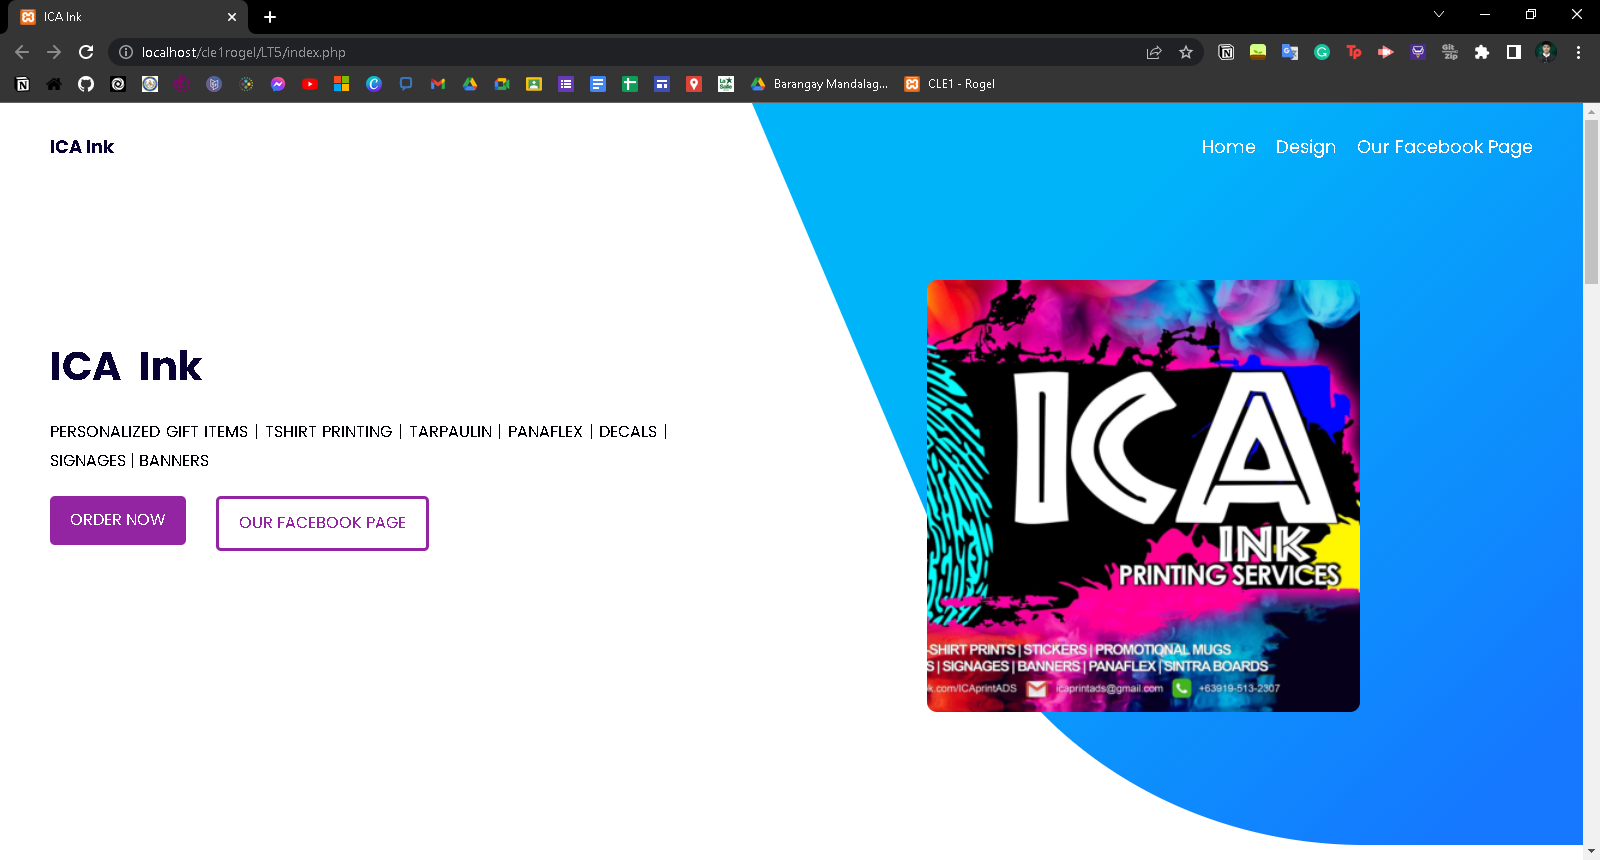 ICA Ink
localhost/cle1rogel/LT5/index.php
Barangay Mandalag...
CLE1 - Rogel
ICA Ink
Home Design Our Facebook Page
ICA Ink
PERSONALIZED GIFT ITEMS | TSHIRT PRINTING | TARPAULIN | PANAFLEX | DECALS |
SIGNAGES | BANNERS
ORDER NOW
OUR FACEBOOK PAGE
ICA
INK
PRINTING SERVICES
-SHIRT PRINTS | STICKERS | PROMOTIONAL MUGS
S | SIGNAGES | BANNERS | PANAFLEX | SINTRA BOARDS
k.com/ICAprintADS icaprintads@gmail.com +63919-513-2307